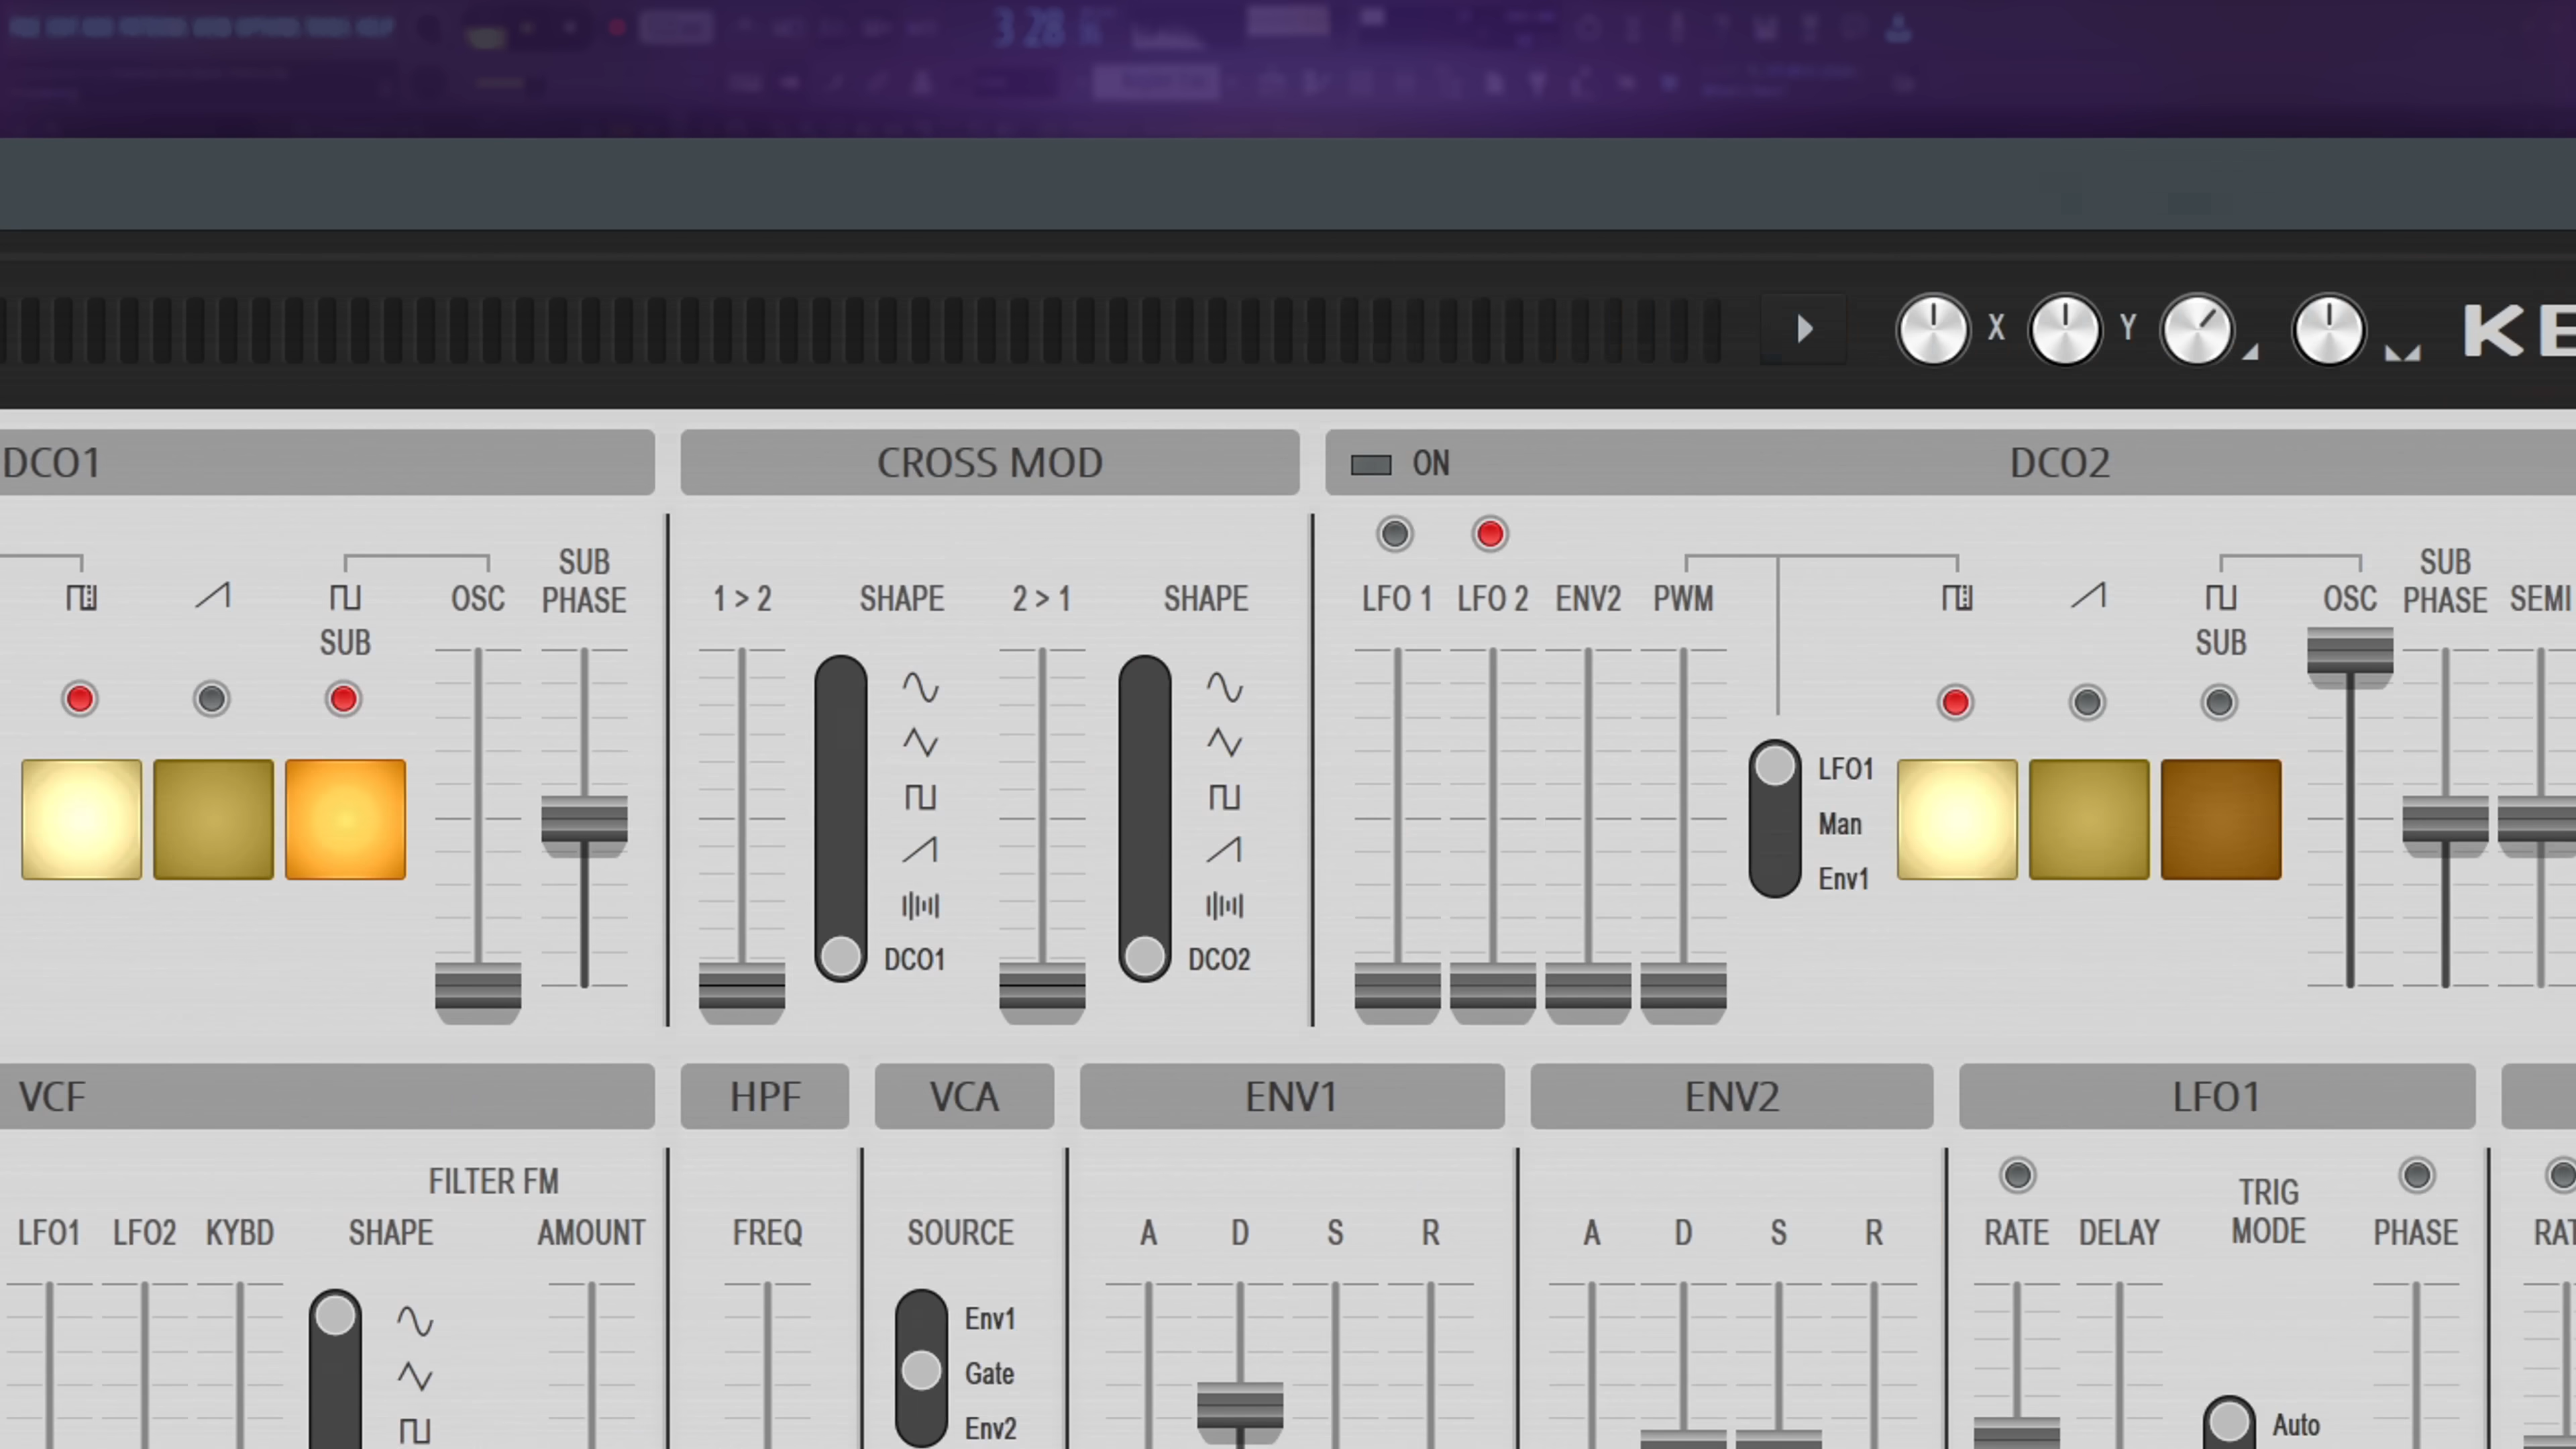 3 28
X Y KE
DCO1 CROSS MOD ON DCO2
SUB
OSC PHASE
SUB
1 > 2 SHAPE 2 > 1 SHAPE
LFO 1 LFO 2 ENV2 PWM
SUB
OSC SUB PHASE SEMI
DCO1 DCO2
LFO1
Man
Env1
VCF HPF VCA ENV1 ENV2 LFO1
FILTER FM
LFO1 LFO2 KYBD SHAPE AMOUNT
FREQ
SOURCE
Env1
Gate
Env2
A D S R
A D S R
TRIG
MODE
RATE DELAY PHASE
Auto
RAT